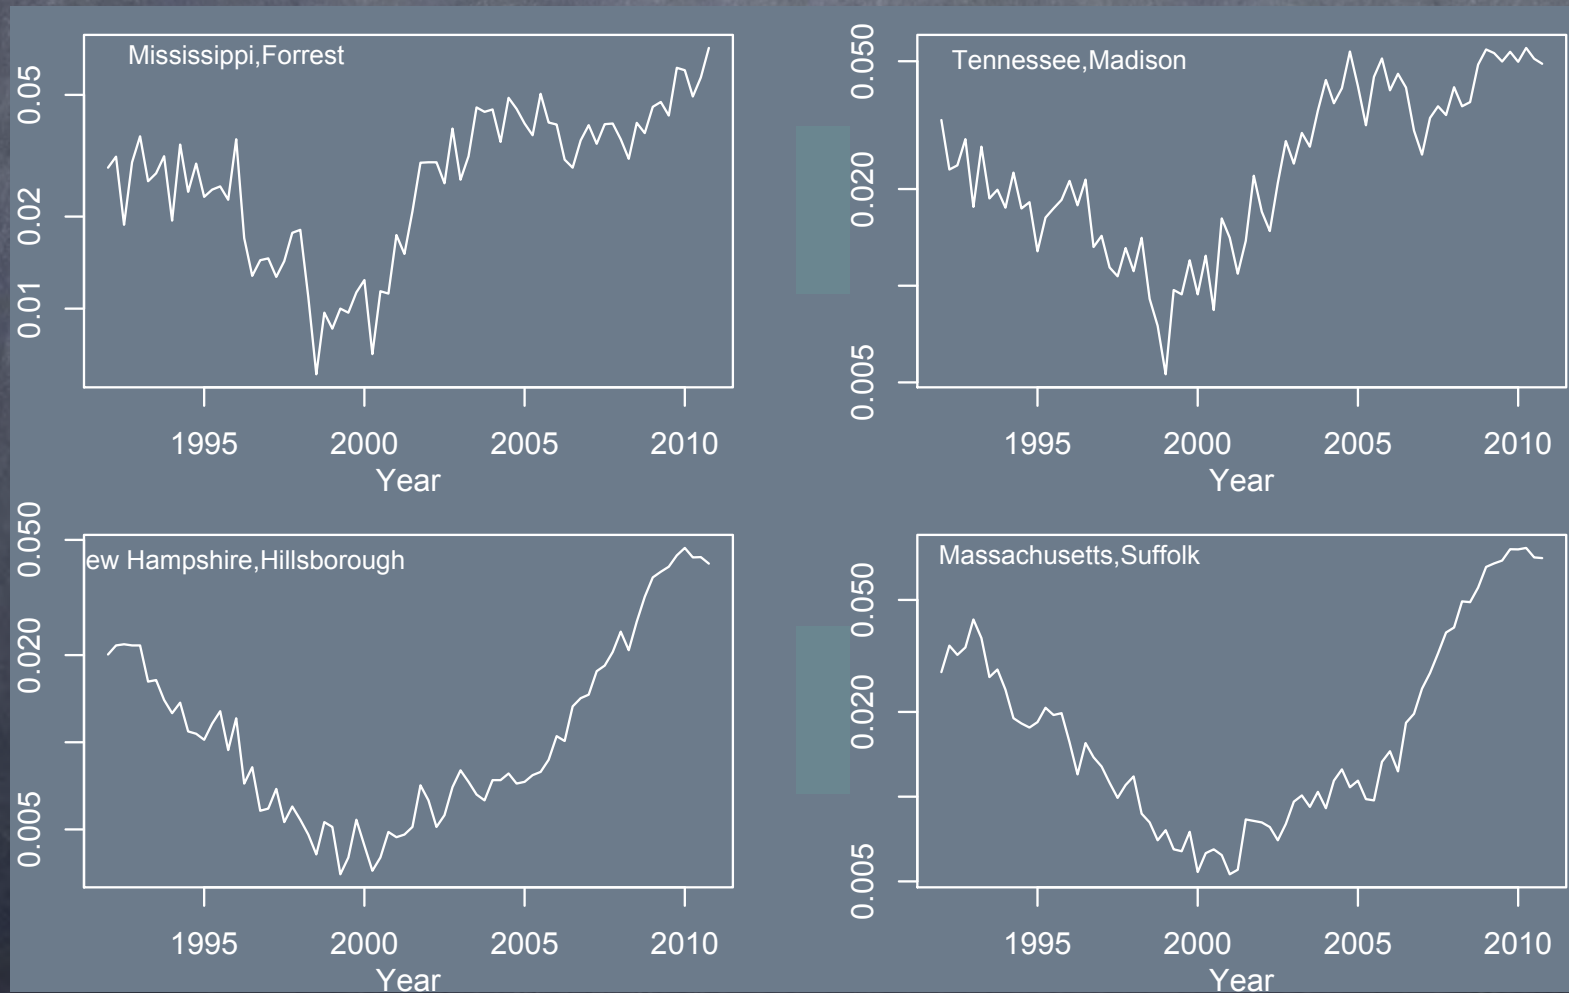 Mississippi,Forrest
0.05
0.02
0.01
1995 2000 2005 2010
Year
Tennessee,Madison
0.050
0.020
0.005
1995 2000 2005 2010
Year
ew Hampshire,Hillsborough
0.050
0.020
0.005
1995 2000 2005 2010
Year
Massachusetts,Suffolk
0.050
0.020
0.005
1995 2000 2005 2010
Year